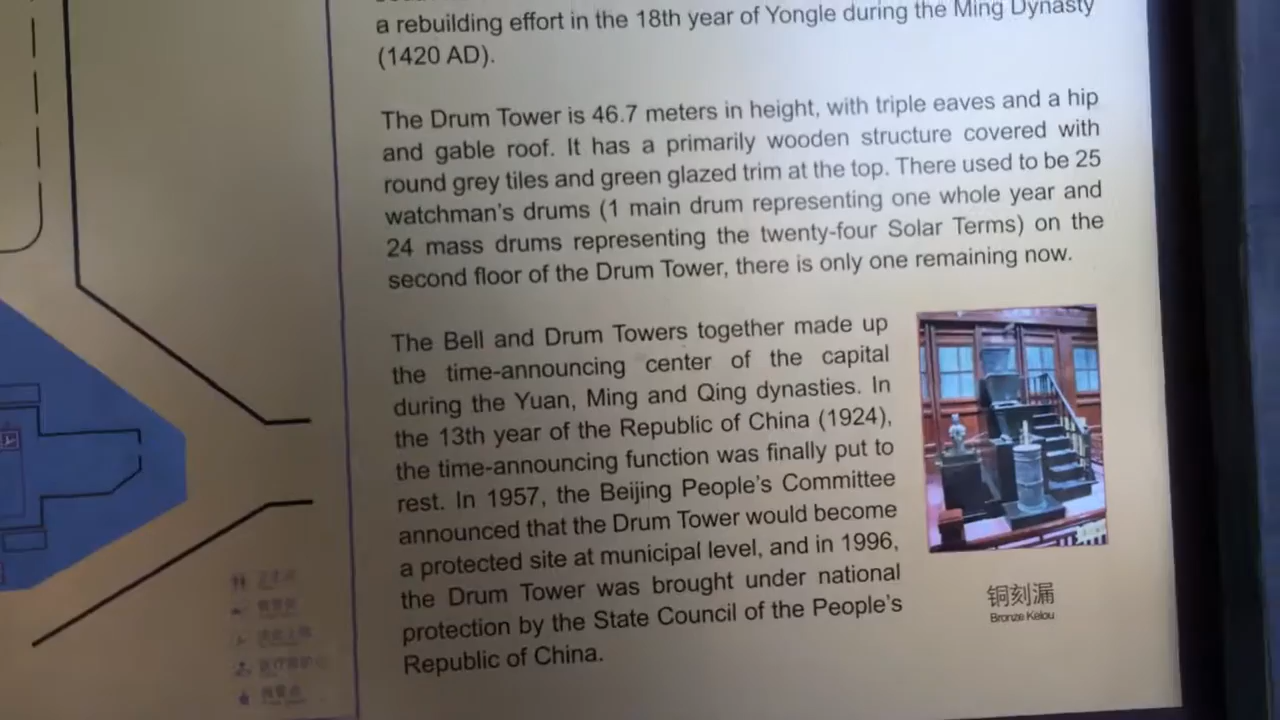 a rebuilding effort in the 18th year of Yongle during the Ming Dynasty
(1420 AD).
The Drum Tower is 46.7 meters in height, with triple eaves and a hip
and gable roof. It has a primarily wooden structure covered with
round grey tiles and green glazed trim at the top. There used to be 25
watchman's drums (1 main drum representing one whole year and
24 mass drums representing the twenty-four Solar Terms) on the
second floor of the Drum Tower, there is only one remaining now.
The Bell and Drum Towers together made up
the time-announcing center of the capital
during the Yuan, Ming and Qing dynasties. In
the 13th year of the Republic of China (1924),
the time-announcing function was finally put to
rest. In 1957, the Beijing People's Committee
announced that the Drum Tower would become
a protected site at municipal level, and in 1996,
the Drum Tower was brought under national
protection by the State Council of the People's
Republic of China.
铜刻漏
Bronze Kelou